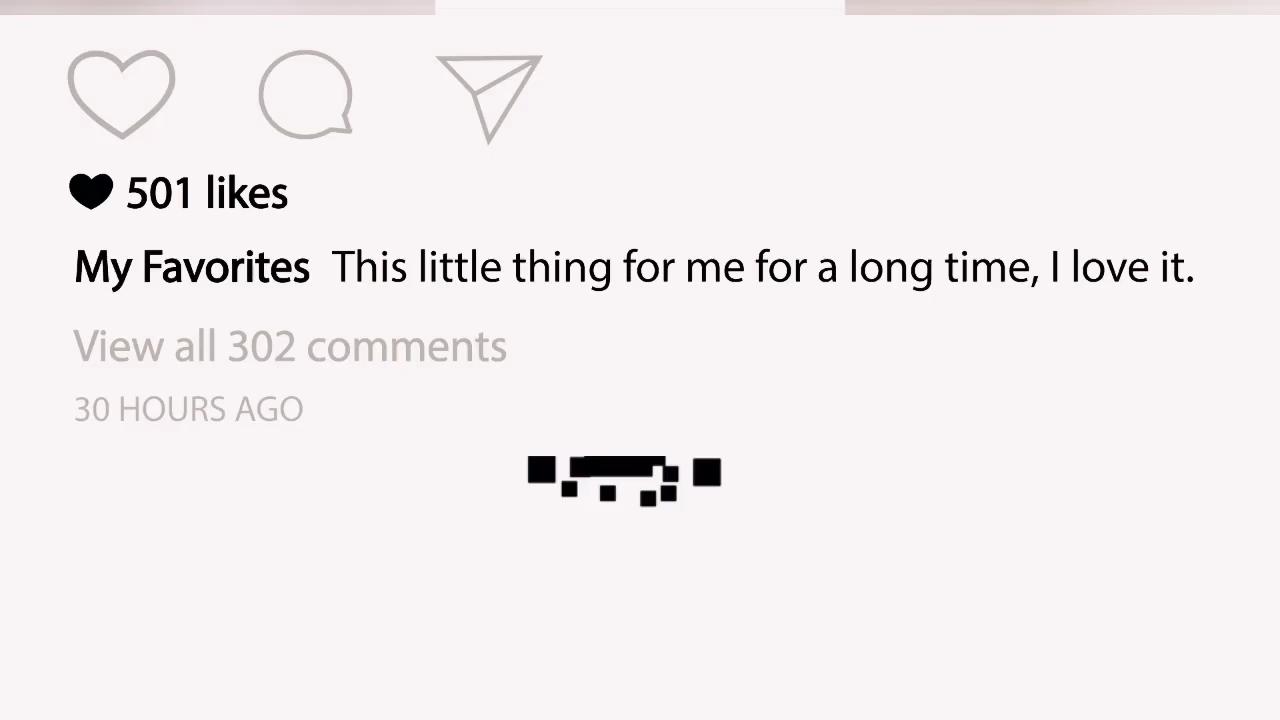 501 likes
My Favorites This little thing for me for a long time, I love it.
View all 302 comments
30 HOURS AGO